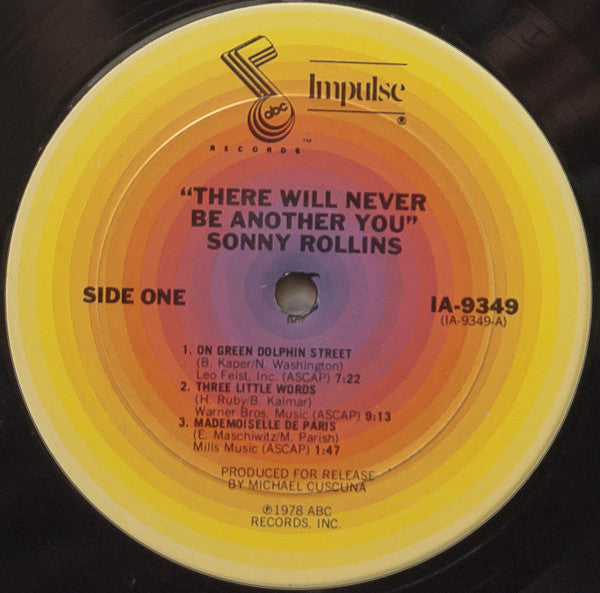 abc
Impulse
®
RECORDS™
"THERE WILL NEVER
BE ANOTHER YOU"
SONNY ROLLINS
SIDE ONE
IA-9349
(IA-9349-A)
1. ON GREEN DOLPHIN STREET
(B. Kaper/N. Washington)
Leo Feist, Inc. (ASCAP) 7:22
2. THREE LITTLE WORDS
(H. Ruby/B. Kalmar)
Warner Bros. Music (ASCAP) 9:13
3. MADEMOISELLE DE PARIS
(E. Maschiwitz/M. Parish)
Mills Music (ASCAP) 1:47
PRODUCED FOR RELEASE
BY MICHAEL CUSCUNA
℗1978 ABC
RECORDS, INC.